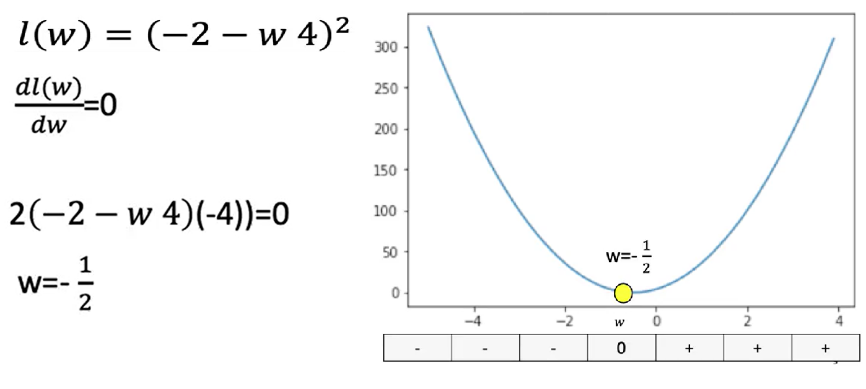 l(w) = (−2 − w 4)²
dl(w)/dw=0
2(−2 − w 4)(-4))=0
w=- 1/2
300
250
200
150
100
50
0
w=- 1/2
−4 −2 w 0 2 4
- - - 0 + + +